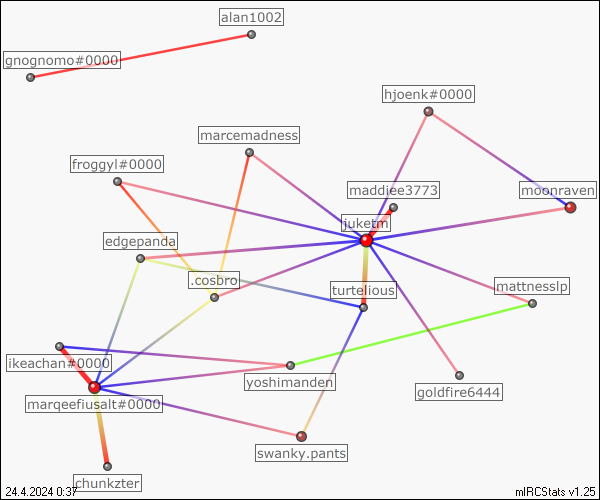 alan1002
gnognomo#0000
hjoenk#0000
marcemadness
froggyl#0000
maddiee3773
moonraven
juketm
edgepanda
.cosbro
turtelious
mattnesslp
ikeachan#0000
yoshimanden
goldfire6444
marqeefiusalt#0000
swanky.pants
chunkzter
24.4.2024 0:37
mIRCStats v1.25